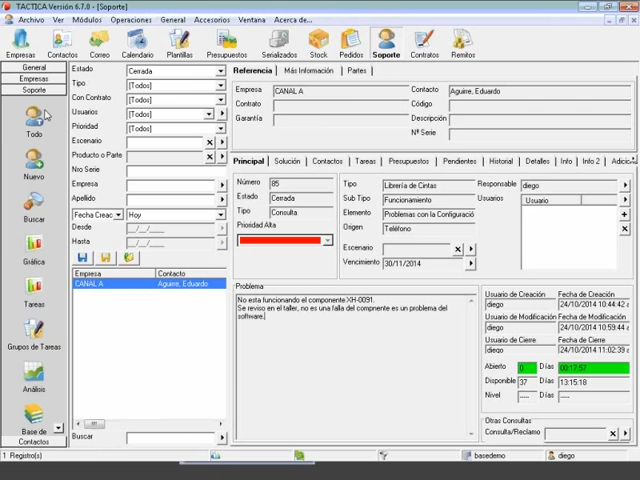 TACTICA Versión 6.7.0 - [Soporte]
Archivo Ver Módulos Operaciones General Accesorios Ventana Acerca de...
Empresas Contactos Correo Calendario Plantillas Presupuestos Serializados Stock Pedidos Soporte Contratos Remitos
General
Empresas
Soporte
Todo
Nuevo
Buscar
Gráfica
Tareas
Grupos de Tareas
Análisis
Base de
Contactos
Estado Cerrada
Tipo [Todos]
Con Contrato [Todos]
Usuarios [Todos]
Prioridad [Todos]
Escenario
Producto o Parte
Nro Serie
Empresa
Apellido
Fecha Creac Hoy
Desde __/__/____
Hasta __/__/____
Empresa Contacto
CANAL A Aguirre, Eduardo
Buscar
Referencia Más Información Partes
Empresa CANAL A Contacto Aguirre, Eduardo
Contrato Código
Garantía Descripción
Nº Serie
Principal Solución Contactos Tareas Presupuestos Pendientes Historial Detalles Info Info 2 Adicio
Número 85
Estado Cerrada
Tipo Consulta
Prioridad Alta
Tipo Librería de Cintas
Sub Tipo Funcionamiento
Elemento Problemas con la Configuració
Origen Teléfono
Escenario
Vencimiento 30/11/2014
Responsable diego
Usuarios Usuario
Problema
No esta funcionando el componente XH-0091.
Se reviso en el taller, no es una falla del compnente es un problema del
software.
Usuario de Creación Fecha de Creación
diego 24/10/2014 10:44:42 a
Usuario de Modificación Fecha de Modificación
diego 24/10/2014 10:59:44 a
Usuario de Cierre Fecha de Cierre
diego 24/10/2014 11:02:39 a
Abierto 0 Días 00:17:57
Disponible 37 Días 13:15:18
Nivel ----- Días -----
Otras Consultas
Consulta/Reclamo
1 Registro(s) basedemo diego